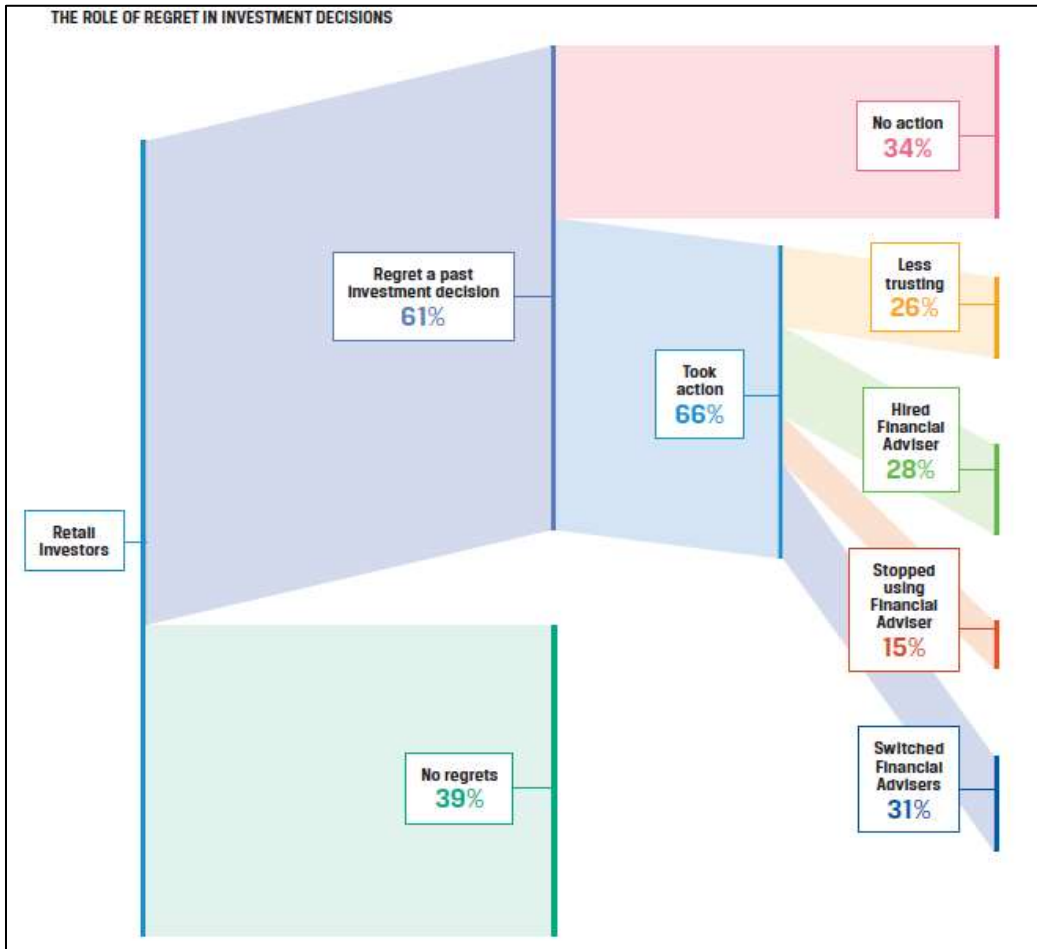 THE ROLE OF REGRET IN INVESTMENT DECISIONS
No action
34%
Less
trusting
26%
Regret a past
investment decision
61%
Took
action
66%
Hired
Financial
Adviser
28%
Retail
Investors
Stopped
using
Financial
Adviser
15%
No regrets
39%
Switched
Financial
Advisers
31%